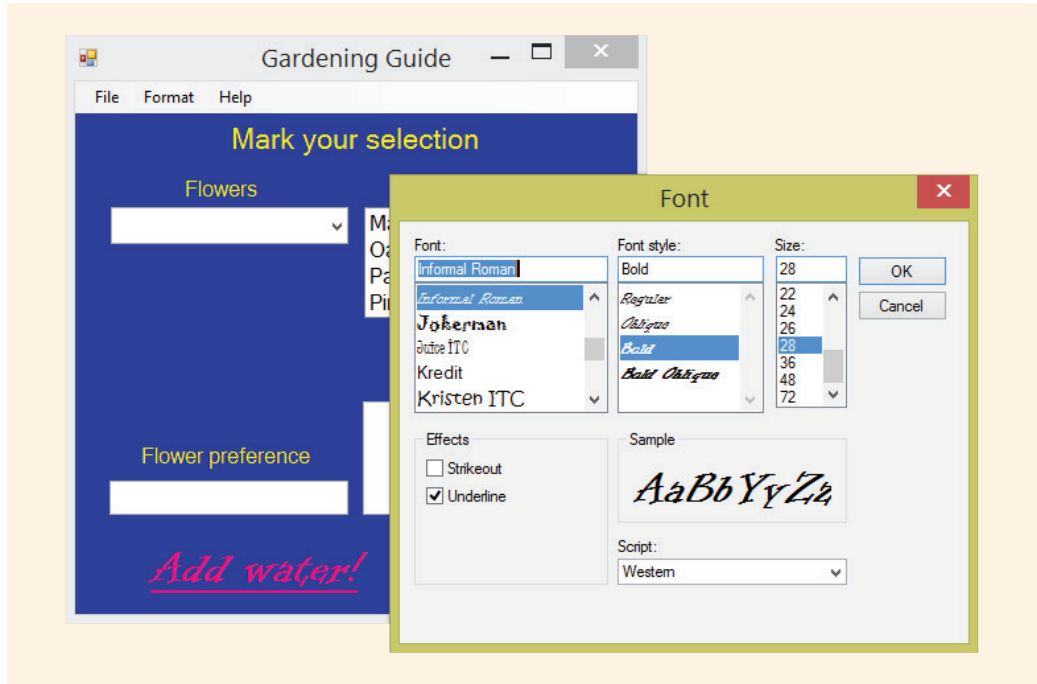 Gardening Guide
File Format Help
Mark your selection
Flowers
Flower preference
Add water!
Font
Font:
Informal Roman
Informal Roman
Jokerman
Juice ITC
Kredit
Kristen ITC
Font style:
Bold
Regular
Oblique
Bold
Bold Oblique
Size:
28
22
24
26
28
36
48
72
OK
Cancel
Effects
Strikeout
Underline
Sample
AaBbYyZz
Script:
Western